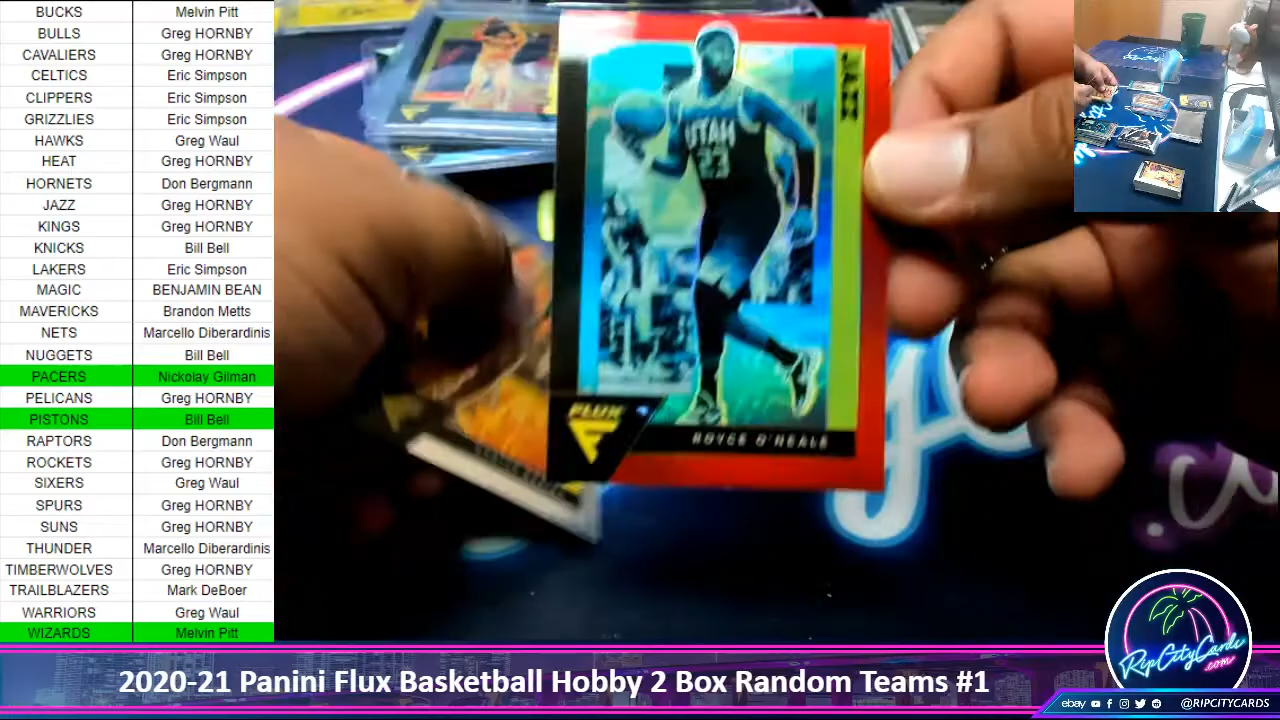 BUCKS Melvin Pitt
BULLS Greg HORNBY
CAVALIERS Greg HORNBY
CELTICS Eric Simpson
CLIPPERS Eric Simpson
GRIZZLIES Eric Simpson
HAWKS Greg Waul
HEAT Greg HORNBY
HORNETS Don Bergmann
JAZZ Greg HORNBY
KINGS Greg HORNBY
KNICKS Bill Bell
LAKERS Eric Simpson
MAGIC BENJAMIN BEAN
MAVERICKS Brandon Metts
NETS Marcello Diberardinis
NUGGETS Bill Bell
PACERS Nickolay Gilman
PELICANS Greg HORNBY
PISTONS Bill Bell
RAPTORS Don Bergmann
ROCKETS Greg HORNBY
SIXERS Greg Waul
SPURS Greg HORNBY
SUNS Greg HORNBY
THUNDER Marcello Diberardinis
TIMBERWOLVES Greg HORNBY
TRAILBLAZERS Mark DeBoer
WARRIORS Greg Waul
WIZARDS Melvin Pitt
UTAH
23
FLUX
ROYCE O'NEALE
2020-21 Panini Flux Basketball Hobby 2 Box Random Teams #1
RipCityCards
.com
ebay @RIPCITYCARDS